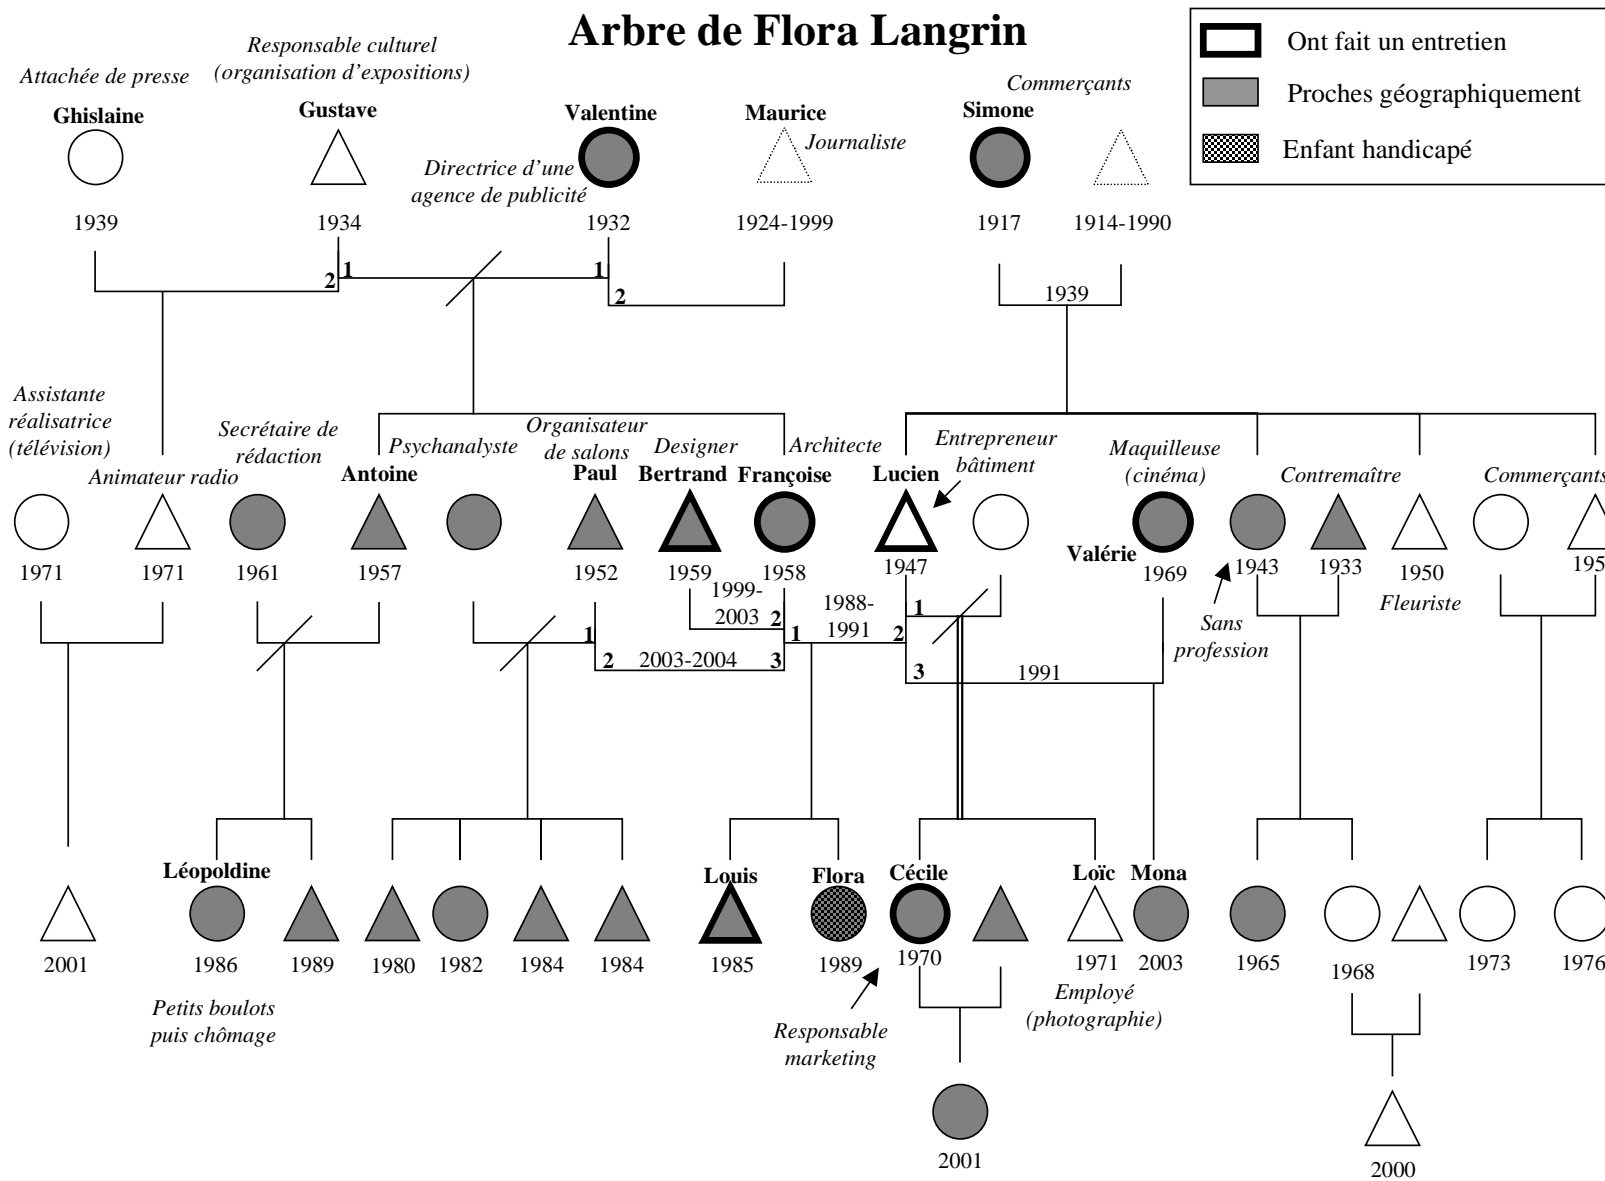 Arbre de Flora Langrin
Ont fait un entretien
Proches géographiquement
Enfant handicapé
Attachée de presse
Ghislaine
1939
Responsable culturel
(organisation d'expositions)
Gustave
1934
Valentine
Directrice d'une
agence de publicité
1932
Maurice
Journaliste
1924-1999
Commerçants
Simone
1917
1914-1990
1
2
1
2
1939
Assistante
réalisatrice
(télévision)
1971
Animateur radio
1971
Secrétaire de
rédaction
1961
Antoine
1957
Psychanalyste
Organisateur
de salons
Paul
1952
Designer
Bertrand
1959
Architecte
Françoise
1958
Lucien
1947
Entrepreneur
bâtiment
Maquilleuse
(cinéma)
Valérie
1969
1943
Sans
profession
Contremaître
1933
1950
Fleuriste
Commerçants
1999-
2003
2
1988-
1991
1
1
2
1
2
2003-2004
3
3
1991
2001
Léopoldine
1986
Petits boulots
puis chômage
1989
1980
1982
1984
1984
Louis
1985
Flora
1989
Cécile
1970
Responsable
marketing
Loïc
1971
Employé
(photographie)
Mona
2003
1965
1968
1973
1976
2001
2000